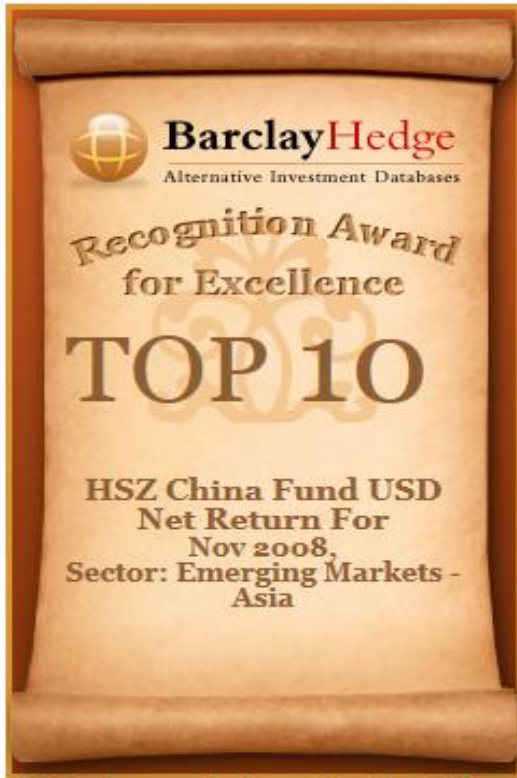 BarclayHedge
Alternative Investment Databases
Recognition Award
for Excellence
TOP 10
HSZ China Fund USD
Net Return For
Nov 2008,
Sector: Emerging Markets -
Asia